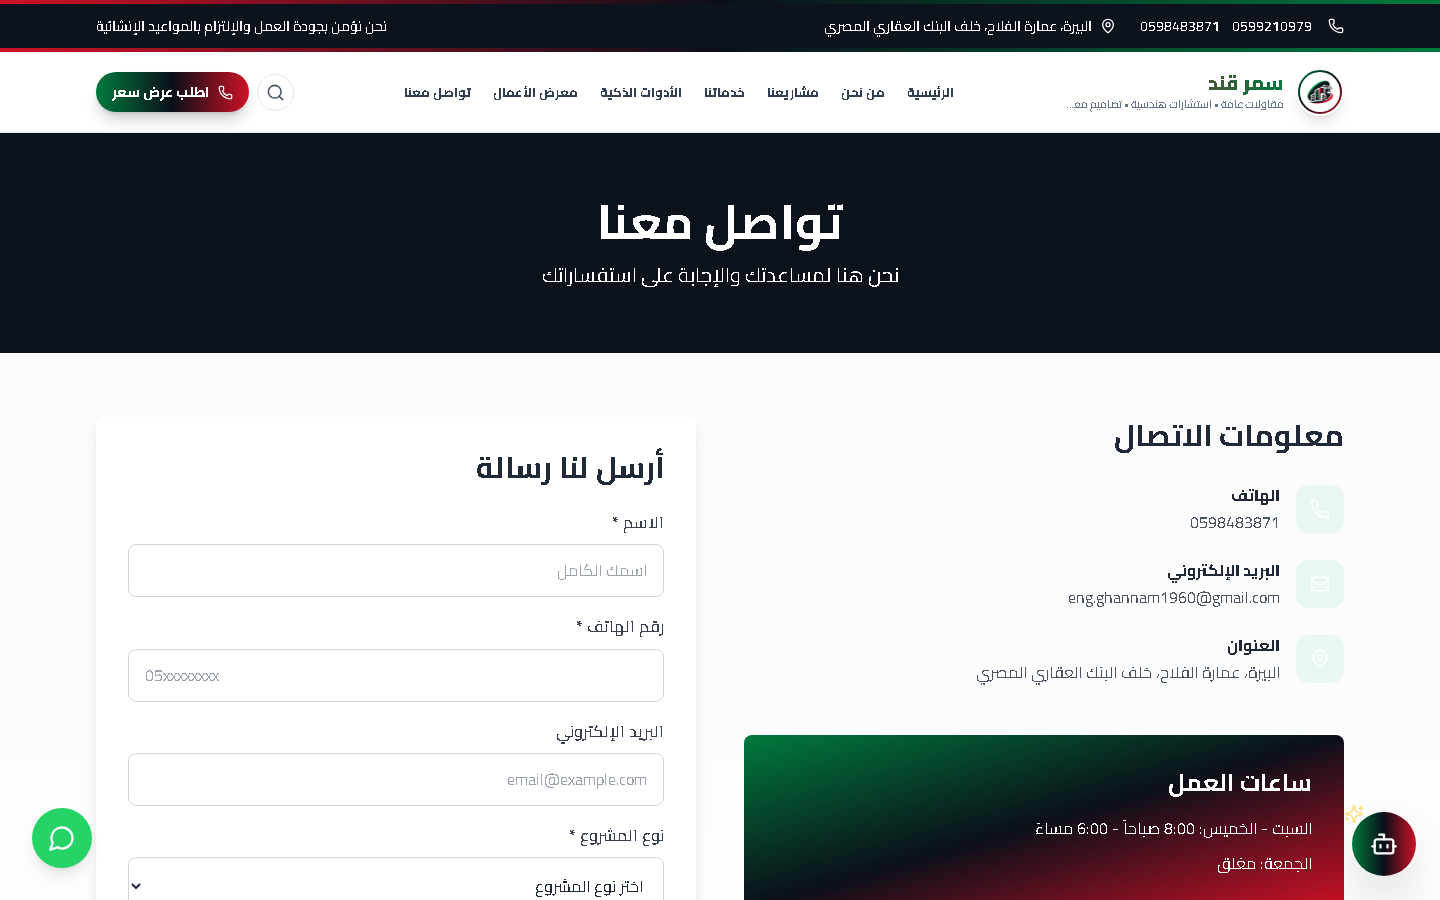 0599210979 0598483871 البيرة، عمارة الفلاح، خلف البنك العقاري المصري نحن نؤمن بجودة العمل والإلتزام بالمواعيد الإنشائية
سمر قند
مقاولات عامة • استشارات هندسية • تصاميم مع...
الرئيسية من نحن مشاريعنا خدماتنا الأدوات الذكية معرض الأعمال تواصل معنا
اطلب عرض سعر
تواصل معنا
نحن هنا لمساعدتك والإجابة على استفساراتك
معلومات الاتصال
الهاتف
0598483871
البريد الإلكتروني
eng.ghannam1960@gmail.com
العنوان
البيرة، عمارة الفلاح، خلف البنك العقاري المصري
ساعات العمل
السبت - الخميس: 8:00 صباحاً - 6:00 مساءً
الجمعة: مغلق
أرسل لنا رسالة
الاسم *
اسمك الكامل
رقم الهاتف *
05xxxxxxxx
البريد الإلكتروني
email@example.com
نوع المشروع *
اختر نوع المشروع